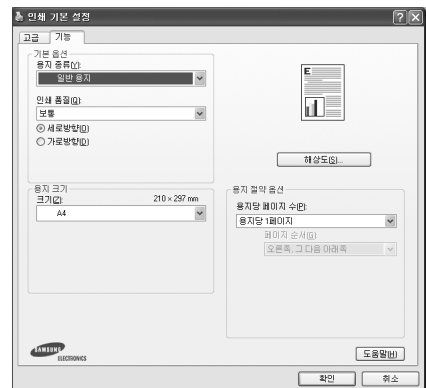 인쇄 기본 설정
고급 기능
기본 옵션
용지 종류(Y):
일반 용지
인쇄 품질(Q):
보통
세로방향(O)
가로방향(D)
E
해상도(S)...
용지 크기
크기(Z): 210 × 297 mm
A4
용지 절약 옵션
용지당 페이지 수(P):
용지당 1페이지
페이지 순서(G):
오른쪽, 그 다음 아래쪽
SAMSUNG
ELECTRONICS
도움말(H)
확인 취소